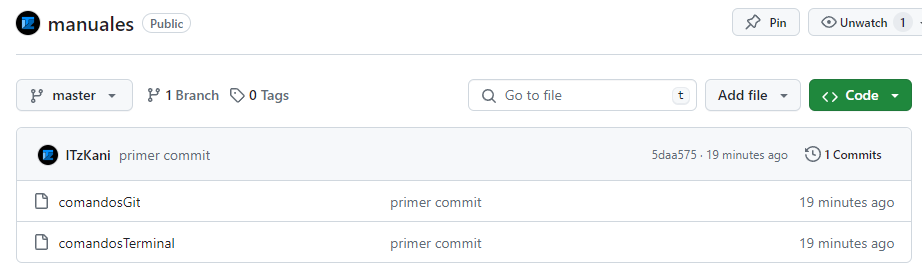 manuales Public Pin Unwatch 1
master 1 Branch 0 Tags Go to file t Add file Code
ITzKani primer commit 5daa575 · 19 minutes ago 1 Commits
comandosGit primer commit 19 minutes ago
comandosTerminal primer commit 19 minutes ago